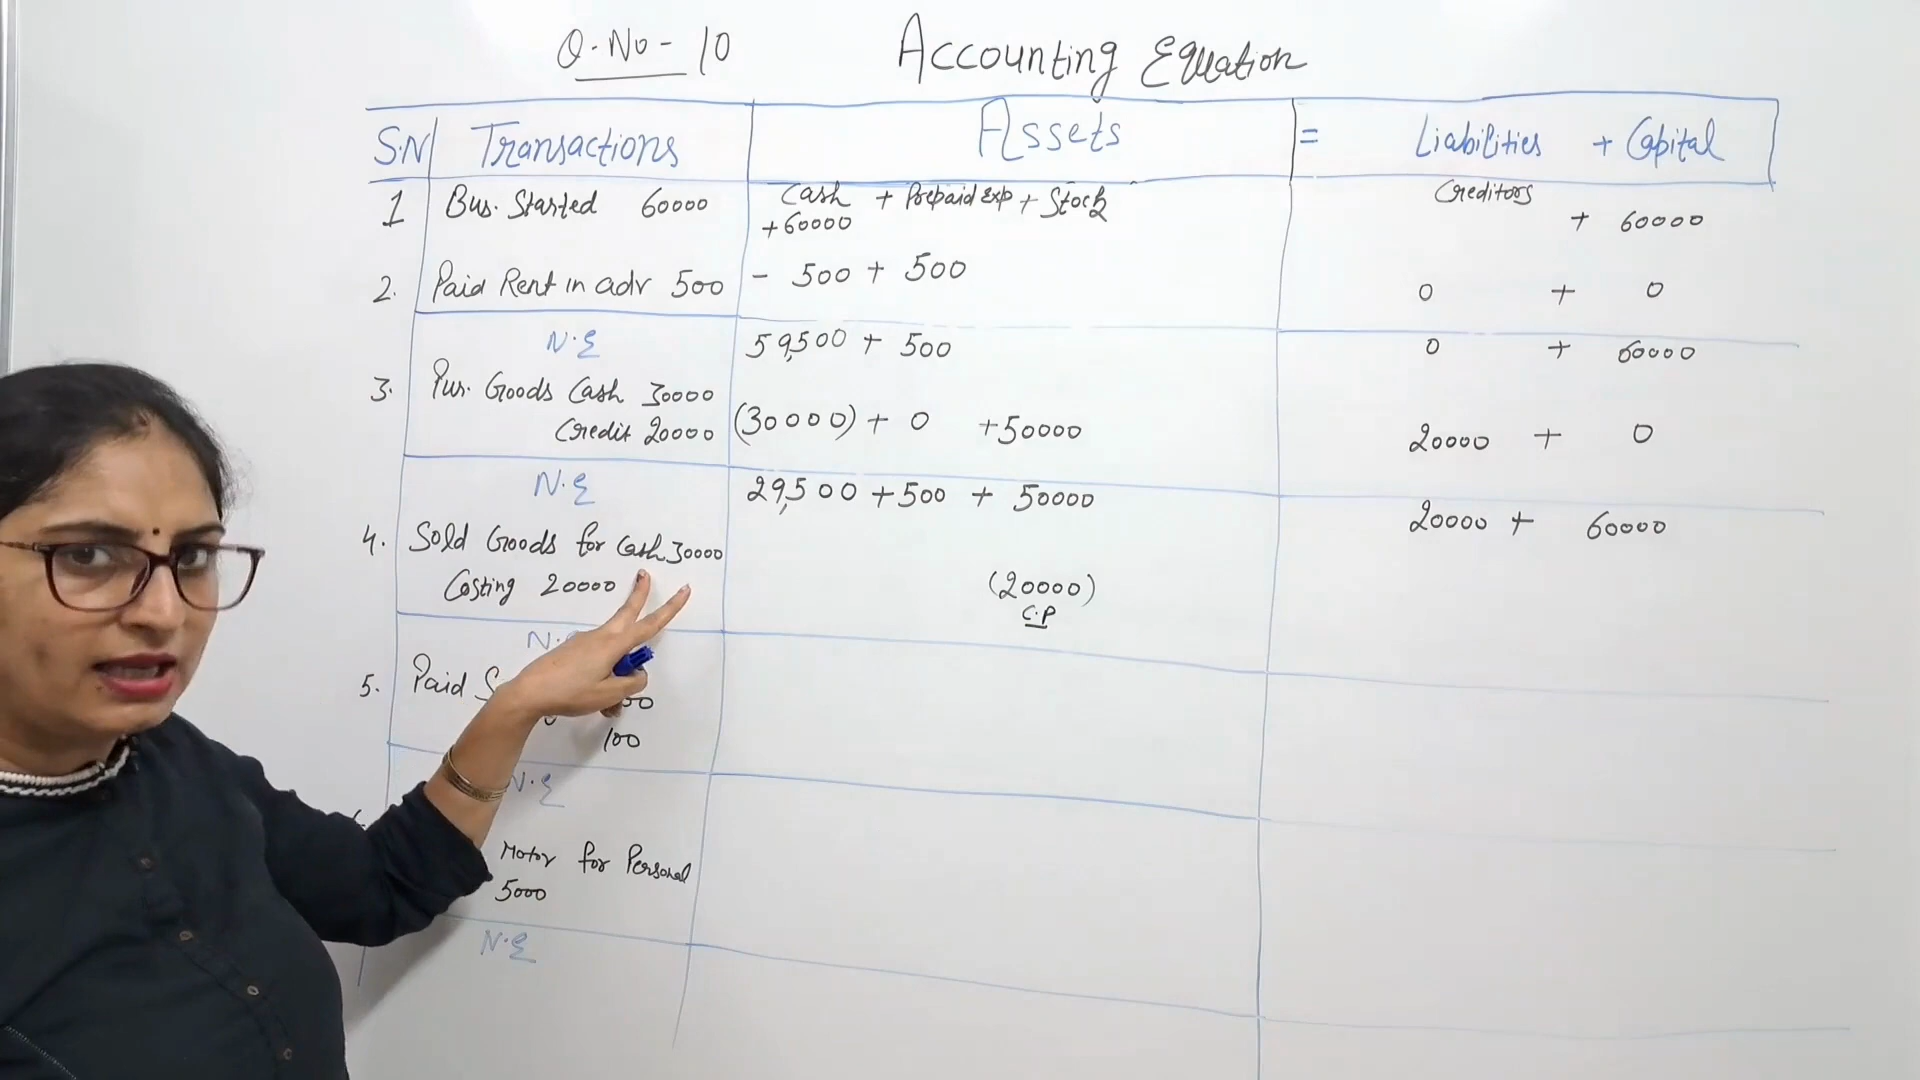 Q.No- 10 Accounting Equation
S.N Transactions Assets = Liabilities + Capital
1 Bus. Started 60000 Cash + Prepaid Exp + Stock Creditors
+60000 + 60000
2. Paid Rent in adv 500 - 500 + 500 0 + 0
N.E 59,500 + 500 0 + 60000
3. Pur. Goods Cash 30000
Credit 20000 (30000) + 0 +50000 20000 + 0
N.E 29,500 +500 + 50000 20000 + 60000
4. Sold Goods for Cash 30000
Costing 20000 (20000)
C.P
N.E
5. Paid
100
N.E
Motor for Personal
5000
N.E